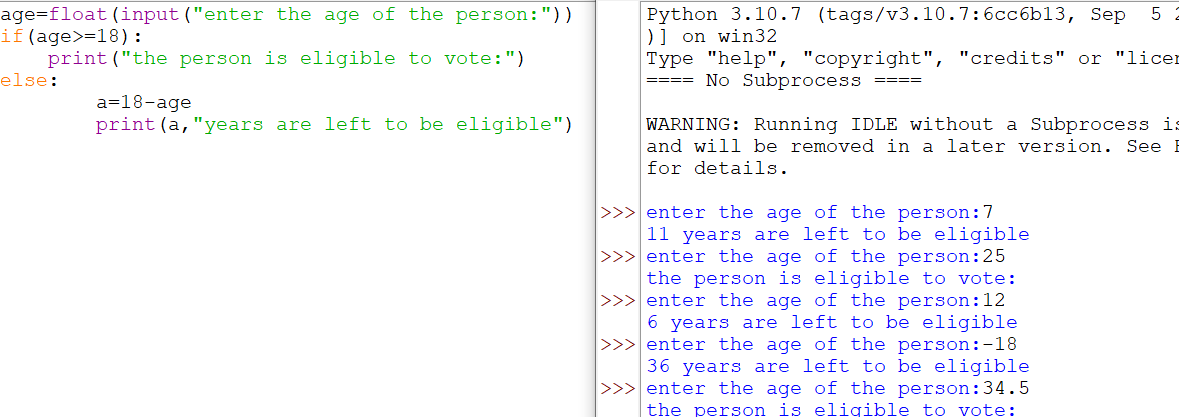 age=float(input("enter the age of the person:"))
if(age>=18):
    print("the person is eligible to vote:")
else:
        a=18-age
        print(a,"years are left to be eligible")
Python 3.10.7 (tags/v3.10.7:6cc6b13, Sep  5
)] on win32
Type "help", "copyright", "credits" or
==== No Subprocess ====
WARNING: Running IDLE without a Subprocess
and will be removed in a later version. See
for details.
>>> enter the age of the person:7
11 years are left to be eligible
>>> enter the age of the person:25
the person is eligible to vote:
>>> enter the age of the person:12
6 years are left to be eligible
>>> enter the age of the person:-18
36 years are left to be eligible
>>> enter the age of the person:34.5
the person is eligible to vote: